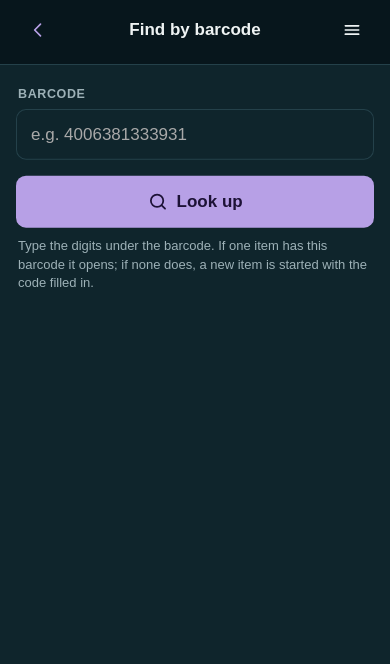 Find by barcode
BARCODE
e.g. 4006381333931
Look up
Type the digits under the barcode. If one item has this
barcode it opens; if none does, a new item is started with the
code filled in.